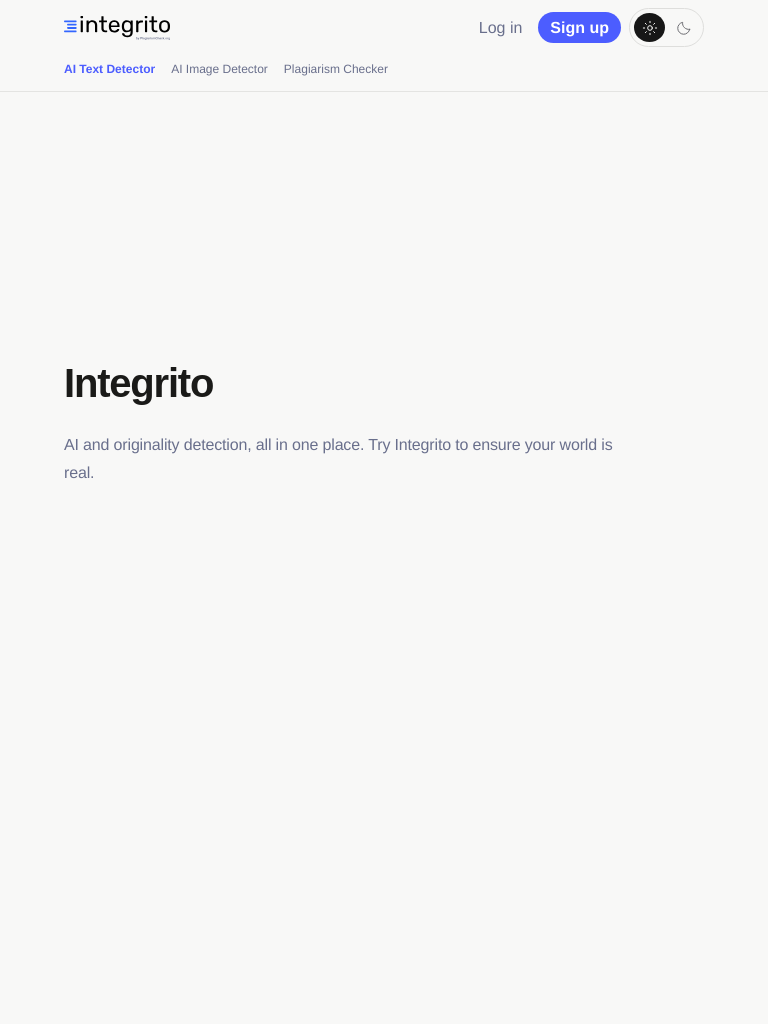 integrito
Log in
Sign up
AI Text Detector
AI Image Detector
Plagiarism Checker
Integrito
AI and originality detection, all in one place. Try Integrito to ensure your world is
real.